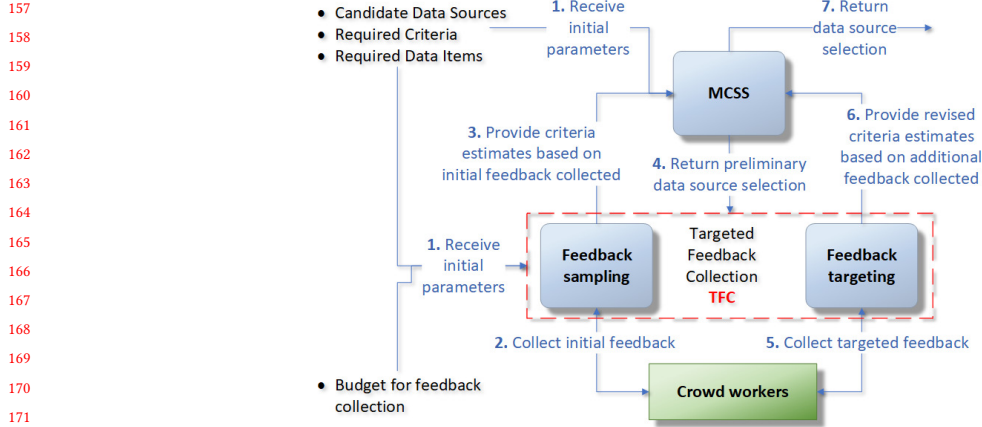 157
158
159
160
161
162
163
164
165
166
167
168
169
170
171
● Candidate Data Sources
● Required Criteria
● Required Data Items
1. Receive
initial
parameters
7. Return
data source
selection
MCSS
3. Provide criteria
estimates based on
initial feedback collected
4. Return preliminary
data source selection
6. Provide revised
criteria estimates
based on additional
feedback collected
1. Receive
initial
parameters
Feedback
sampling
Targeted
Feedback
Collection
TFC
Feedback
targeting
2. Collect initial feedback
5. Collect targeted feedback
● Budget for feedback
collection
Crowd workers